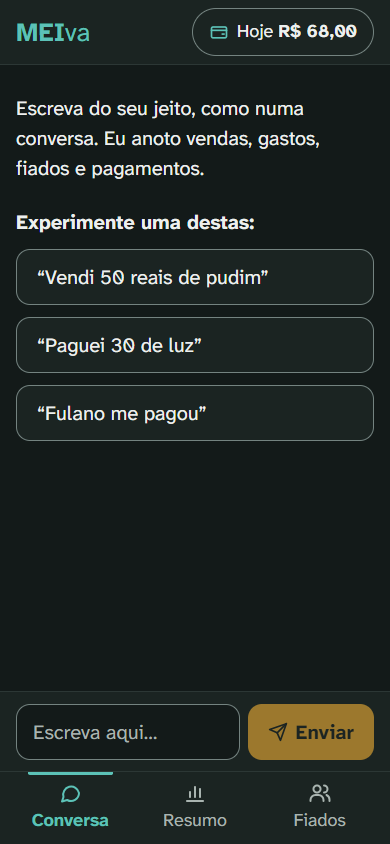 MEIva
Hoje R$ 68,00
Escreva do seu jeito, como numa
conversa. Eu anoto vendas, gastos,
fiados e pagamentos.
Experimente uma destas:
“Vendi 50 reais de pudim”
“Paguei 30 de luz”
“Fulano me pagou”
Escreva aqui...
Enviar
Conversa
Resumo
Fiados